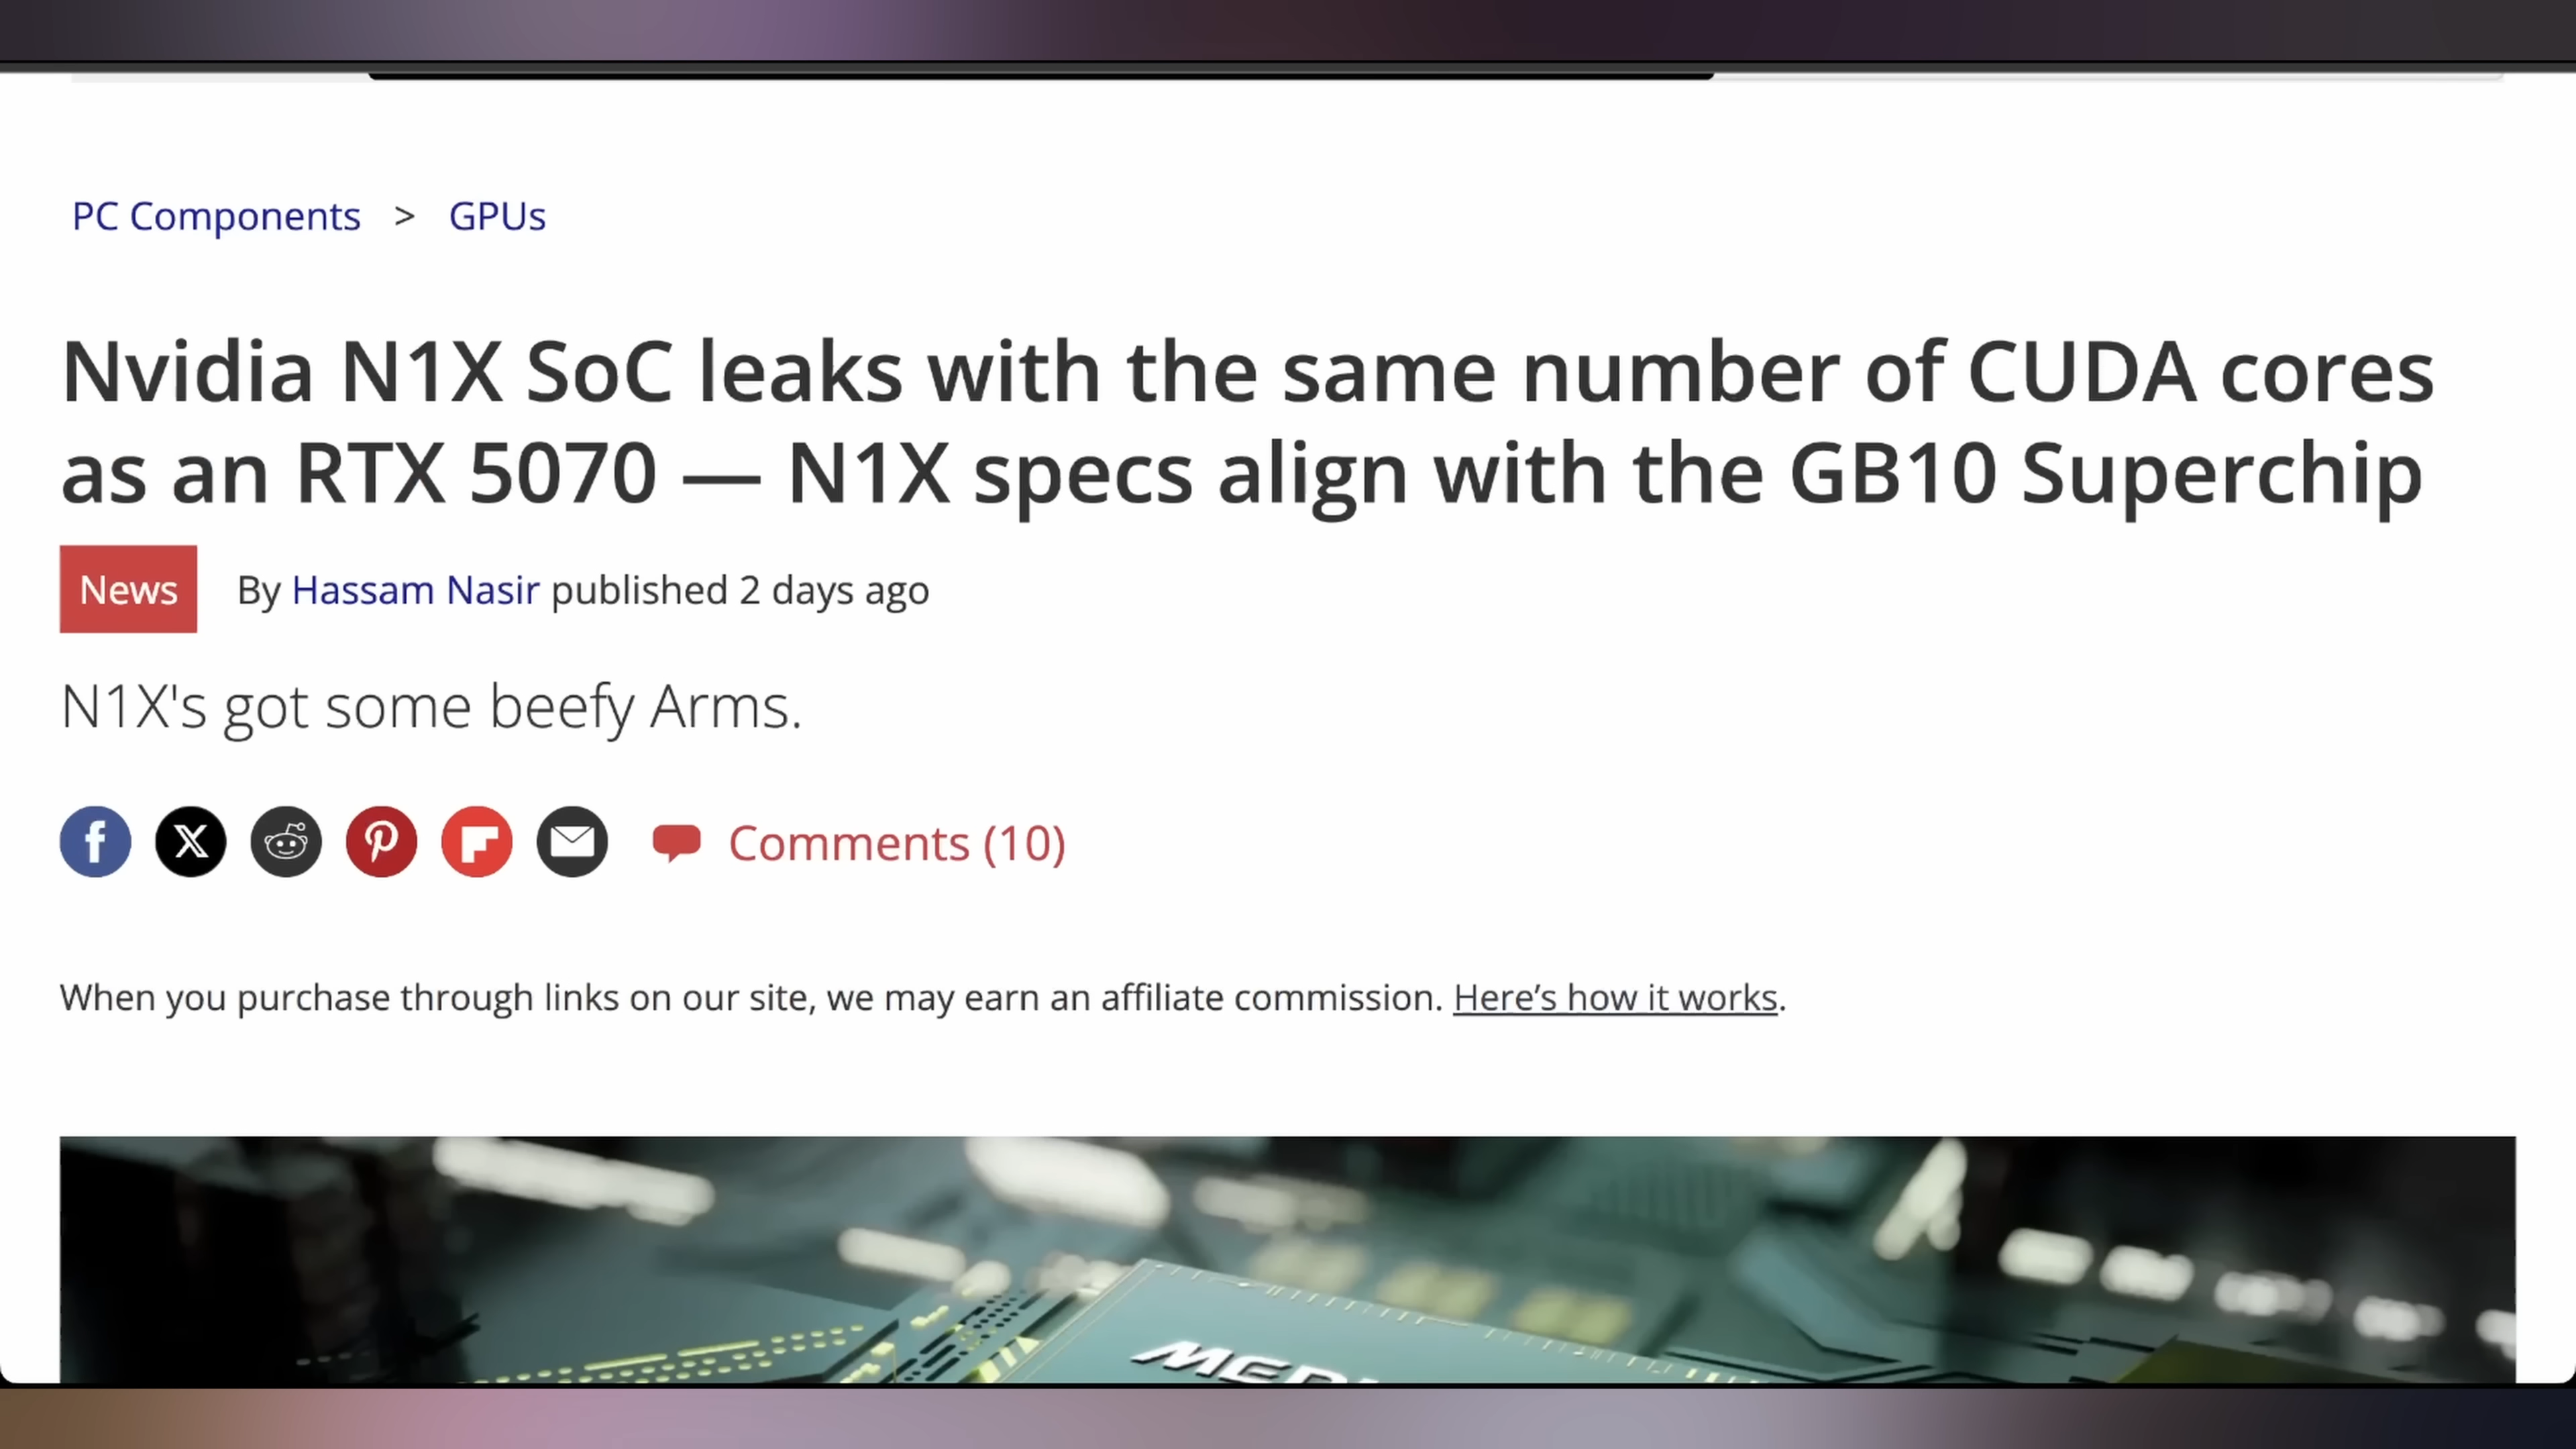 PC Components > GPUs
Nvidia N1X SoC leaks with the same number of CUDA cores
as an RTX 5070 — N1X specs align with the GB10 Superchip
News By Hassam Nasir published 2 days ago
N1X's got some beefy Arms.
Comments (10)
When you purchase through links on our site, we may earn an affiliate commission. Here’s how it works.